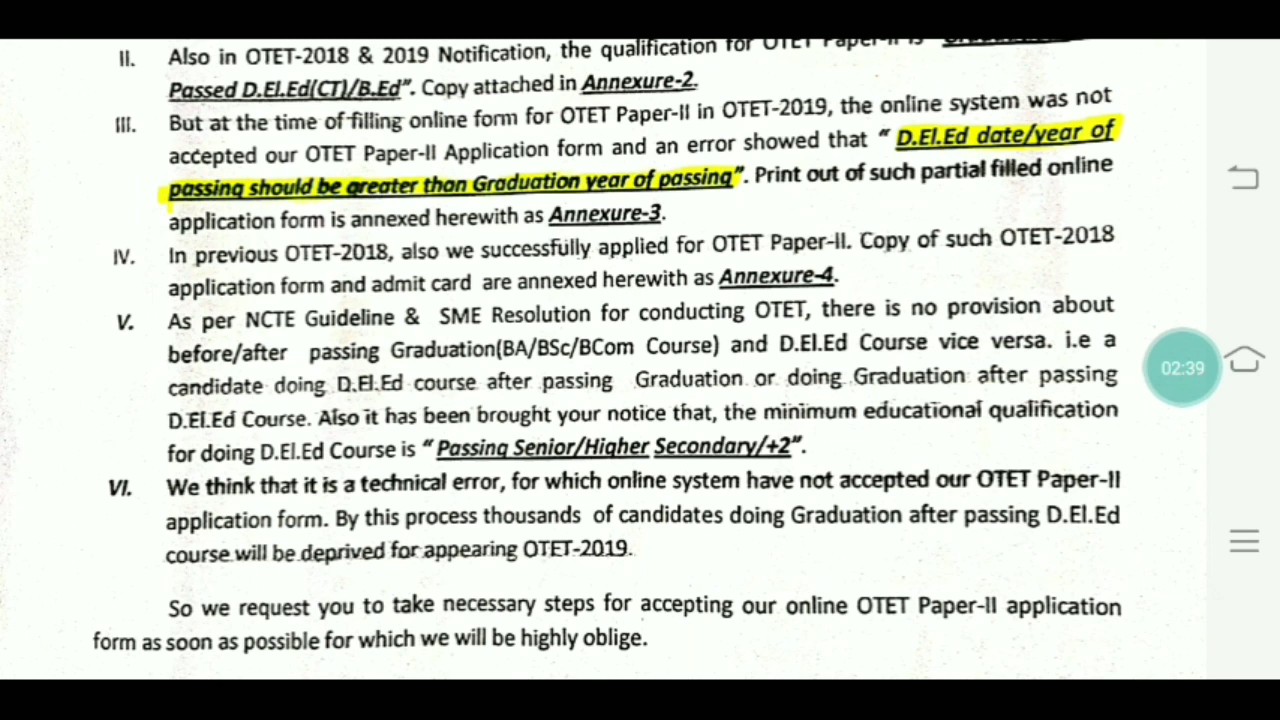 II. Also in OTET-2018 & 2019 Notification, the qualification for OTET Paper-II is "
Passed D.El.Ed(CT)/B.Ed". Copy attached in Annexure-2.
III. But at the time of filling online form for OTET Paper-II in OTET-2019, the online system was not
accepted our OTET Paper-II Application form and an error showed that " D.El.Ed date/year of
passing should be greater than Graduation year of passing". Print out of such partial filled online
application form is annexed herewith as Annexure-3.
IV. In previous OTET-2018, also we successfully applied for OTET Paper-II. Copy of such OTET-2018
application form and admit card are annexed herewith as Annexure-4.
V. As per NCTE Guideline & SME Resolution for conducting OTET, there is no provision about
before/after passing Graduation(BA/BSc/BCom Course) and D.El.Ed Course vice versa. i.e a
candidate doing D.El.Ed course after passing Graduation or doing Graduation after passing
D.El.Ed Course. Also it has been brought your notice that, the minimum educational qualification
for doing D.El.Ed Course is "Passing Senior/Higher Secondary/+2".
VI. We think that it is a technical error, for which online system have not accepted our OTET Paper-II
application form. By this process thousands of candidates doing Graduation after passing D.El.Ed
course will be deprived for appearing OTET-2019.
So we request you to take necessary steps for accepting our online OTET Paper-II application
form as soon as possible for which we will be highly oblige.
02:39